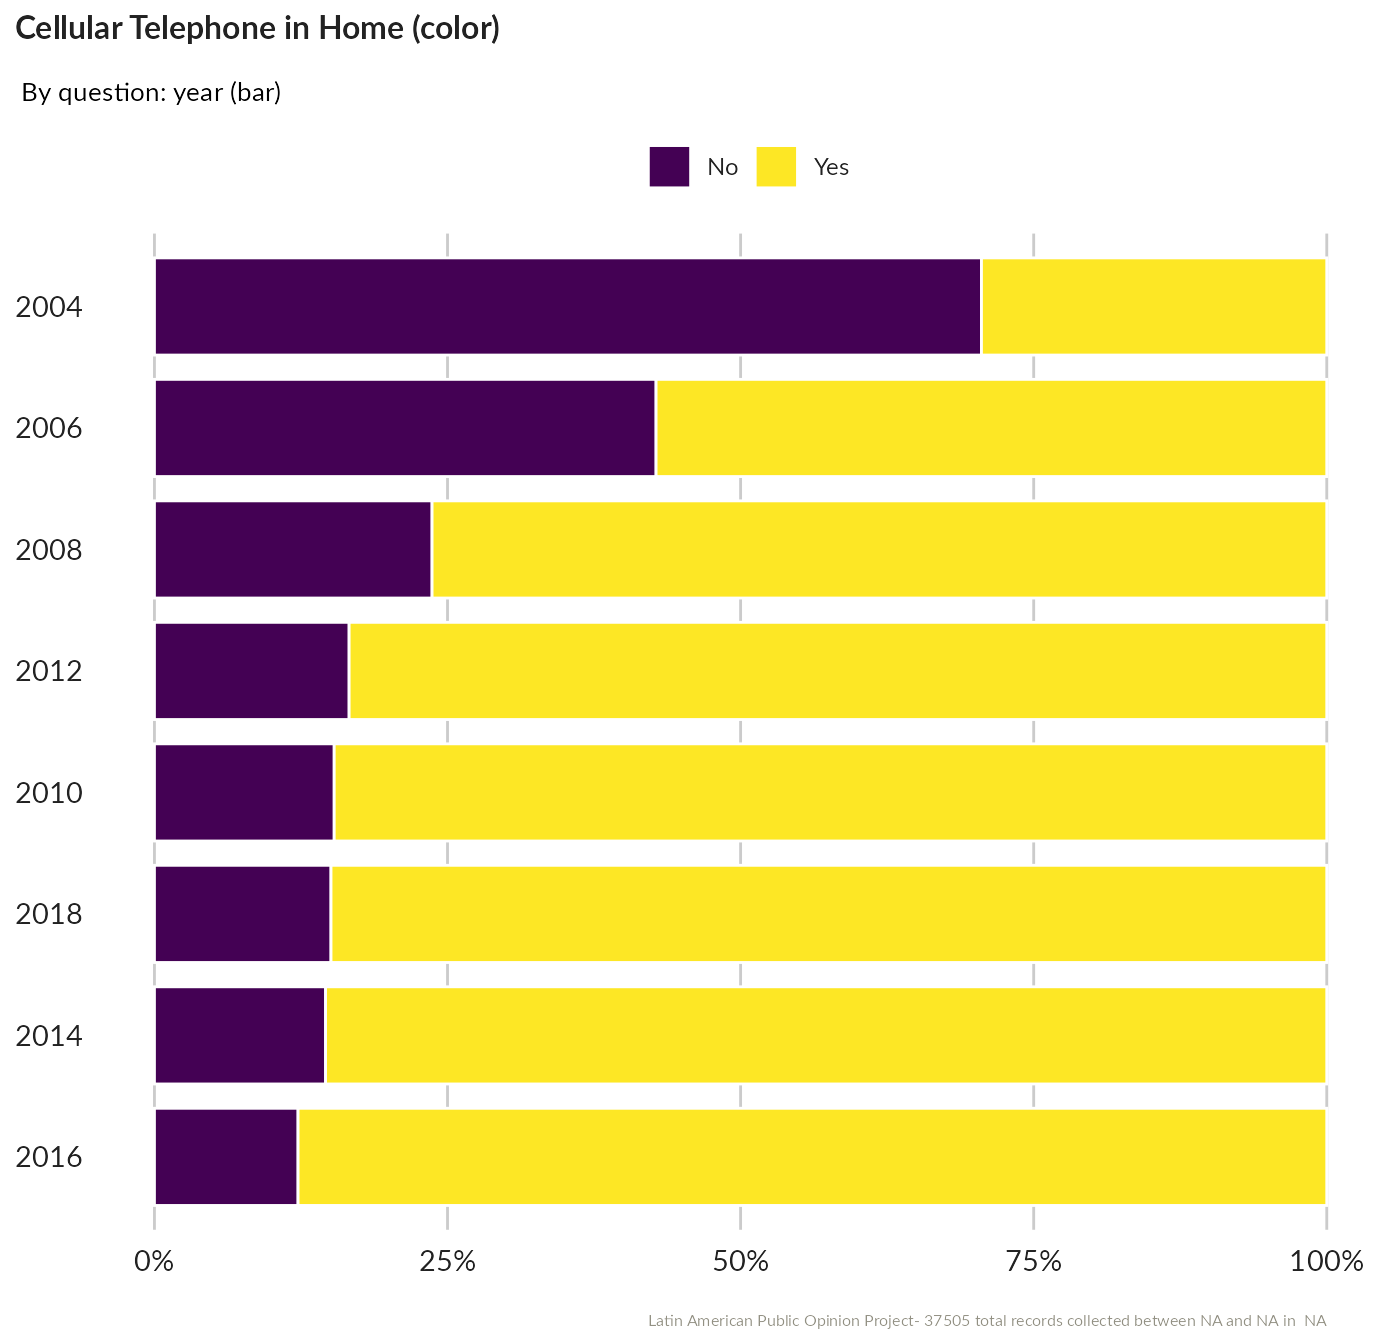 Cellular Telephone in Home (color)
By question: year (bar)
No Yes
2004
2006
2008
2012
2010
2018
2014
2016
0% 25% 50% 75% 100%
Latin American Public Opinion Project- 37505 total records collected between NA and NA in  NA